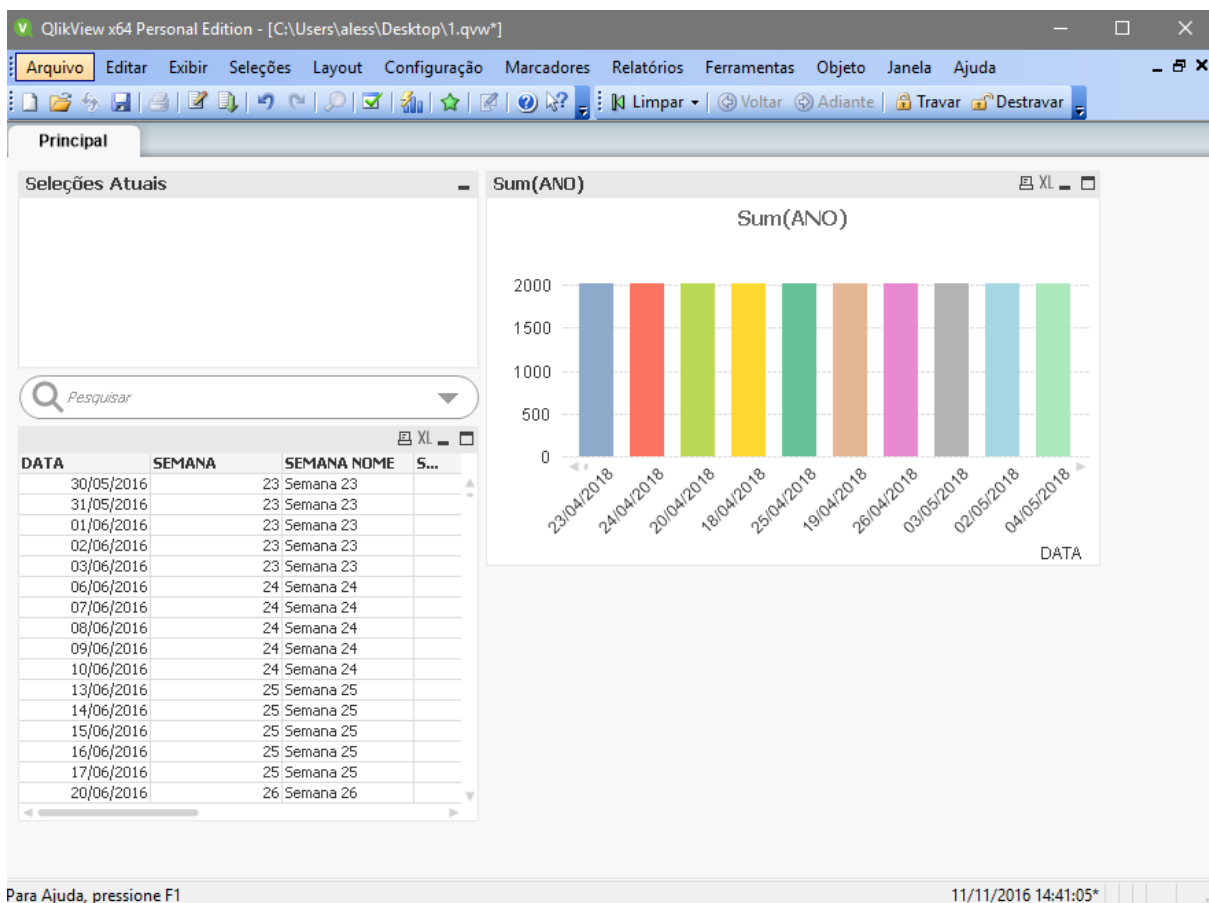 QlikView x64 Personal Edition - [C:\Users\aless\Desktop\1.qvw*]
Arquivo Editar Exibir Seleções Layout Configuração Marcadores Relatórios Ferramentas Objeto Janela Ajuda
Limpar Voltar Adiante Travar Destravar
Principal
Seleções Atuais
Pesquisar
XL
DATA SEMANA SEMANA NOME S...
30/05/2016 23 Semana 23
31/05/2016 23 Semana 23
01/06/2016 23 Semana 23
02/06/2016 23 Semana 23
03/06/2016 23 Semana 23
06/06/2016 24 Semana 24
07/06/2016 24 Semana 24
08/06/2016 24 Semana 24
09/06/2016 24 Semana 24
10/06/2016 24 Semana 24
13/06/2016 25 Semana 25
14/06/2016 25 Semana 25
15/06/2016 25 Semana 25
16/06/2016 25 Semana 25
17/06/2016 25 Semana 25
20/06/2016 26 Semana 26
Sum(ANO) XL
Sum(ANO)
2000
1500
1000
500
0
23/04/2018 24/04/2018 20/04/2018 18/04/2018 25/04/2018 19/04/2018 26/04/2018 03/05/2018 02/05/2018 04/05/2018
DATA
Para Ajuda, pressione F1 11/11/2016 14:41:05*